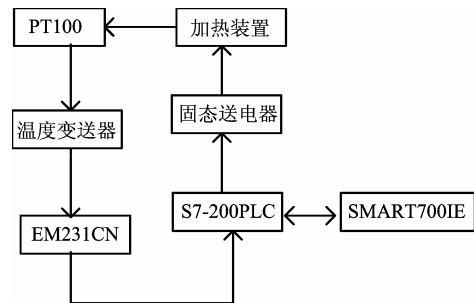 PT100
加热装置
温度变送器
固态送电器
EM231CN
S7-200PLC
SMART700IE